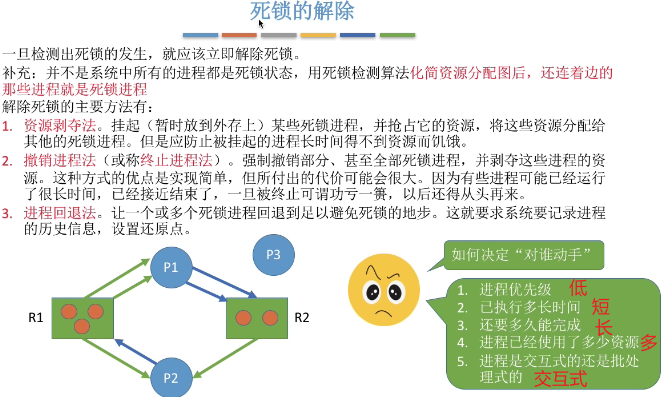 死锁的解除
一旦检测出死锁的发生，就应该立即解除死锁。
补充：并不是系统中所有的进程都是死锁状态，用死锁检测算法化简资源分配图后，还连着边的
那些进程就是死锁进程
解除死锁的主要方法有：
1. 资源剥夺法。挂起（暂时放到外存上）某些死锁进程，并抢占它的资源，将这些资源分配给
其他的死锁进程。但是应防止被挂起的进程长时间得不到资源而饥饿。
2. 撤销进程法（或称终止进程法）。强制撤销部分、甚至全部死锁进程，并剥夺这些进程的资
源。这种方式的优点是实现简单，但所付出的代价可能会很大。因为有些进程可能已经运行
了很长时间，已经接近结束了，一旦被终止可谓功亏一篑，以后还得从头再来。
3. 进程回退法。让一个或多个死锁进程回退到足以避免死锁的地步。这就要求系统要记录进程
的历史信息，设置还原点。
P1
P3
R1
R2
P2
如何决定“对谁动手”
1. 进程优先级 低
2. 已执行多长时间 短
3. 还要多久能完成 长
4. 进程已经使用了多少资源 多
5. 进程是交互式的还是批处
理式的 交互式